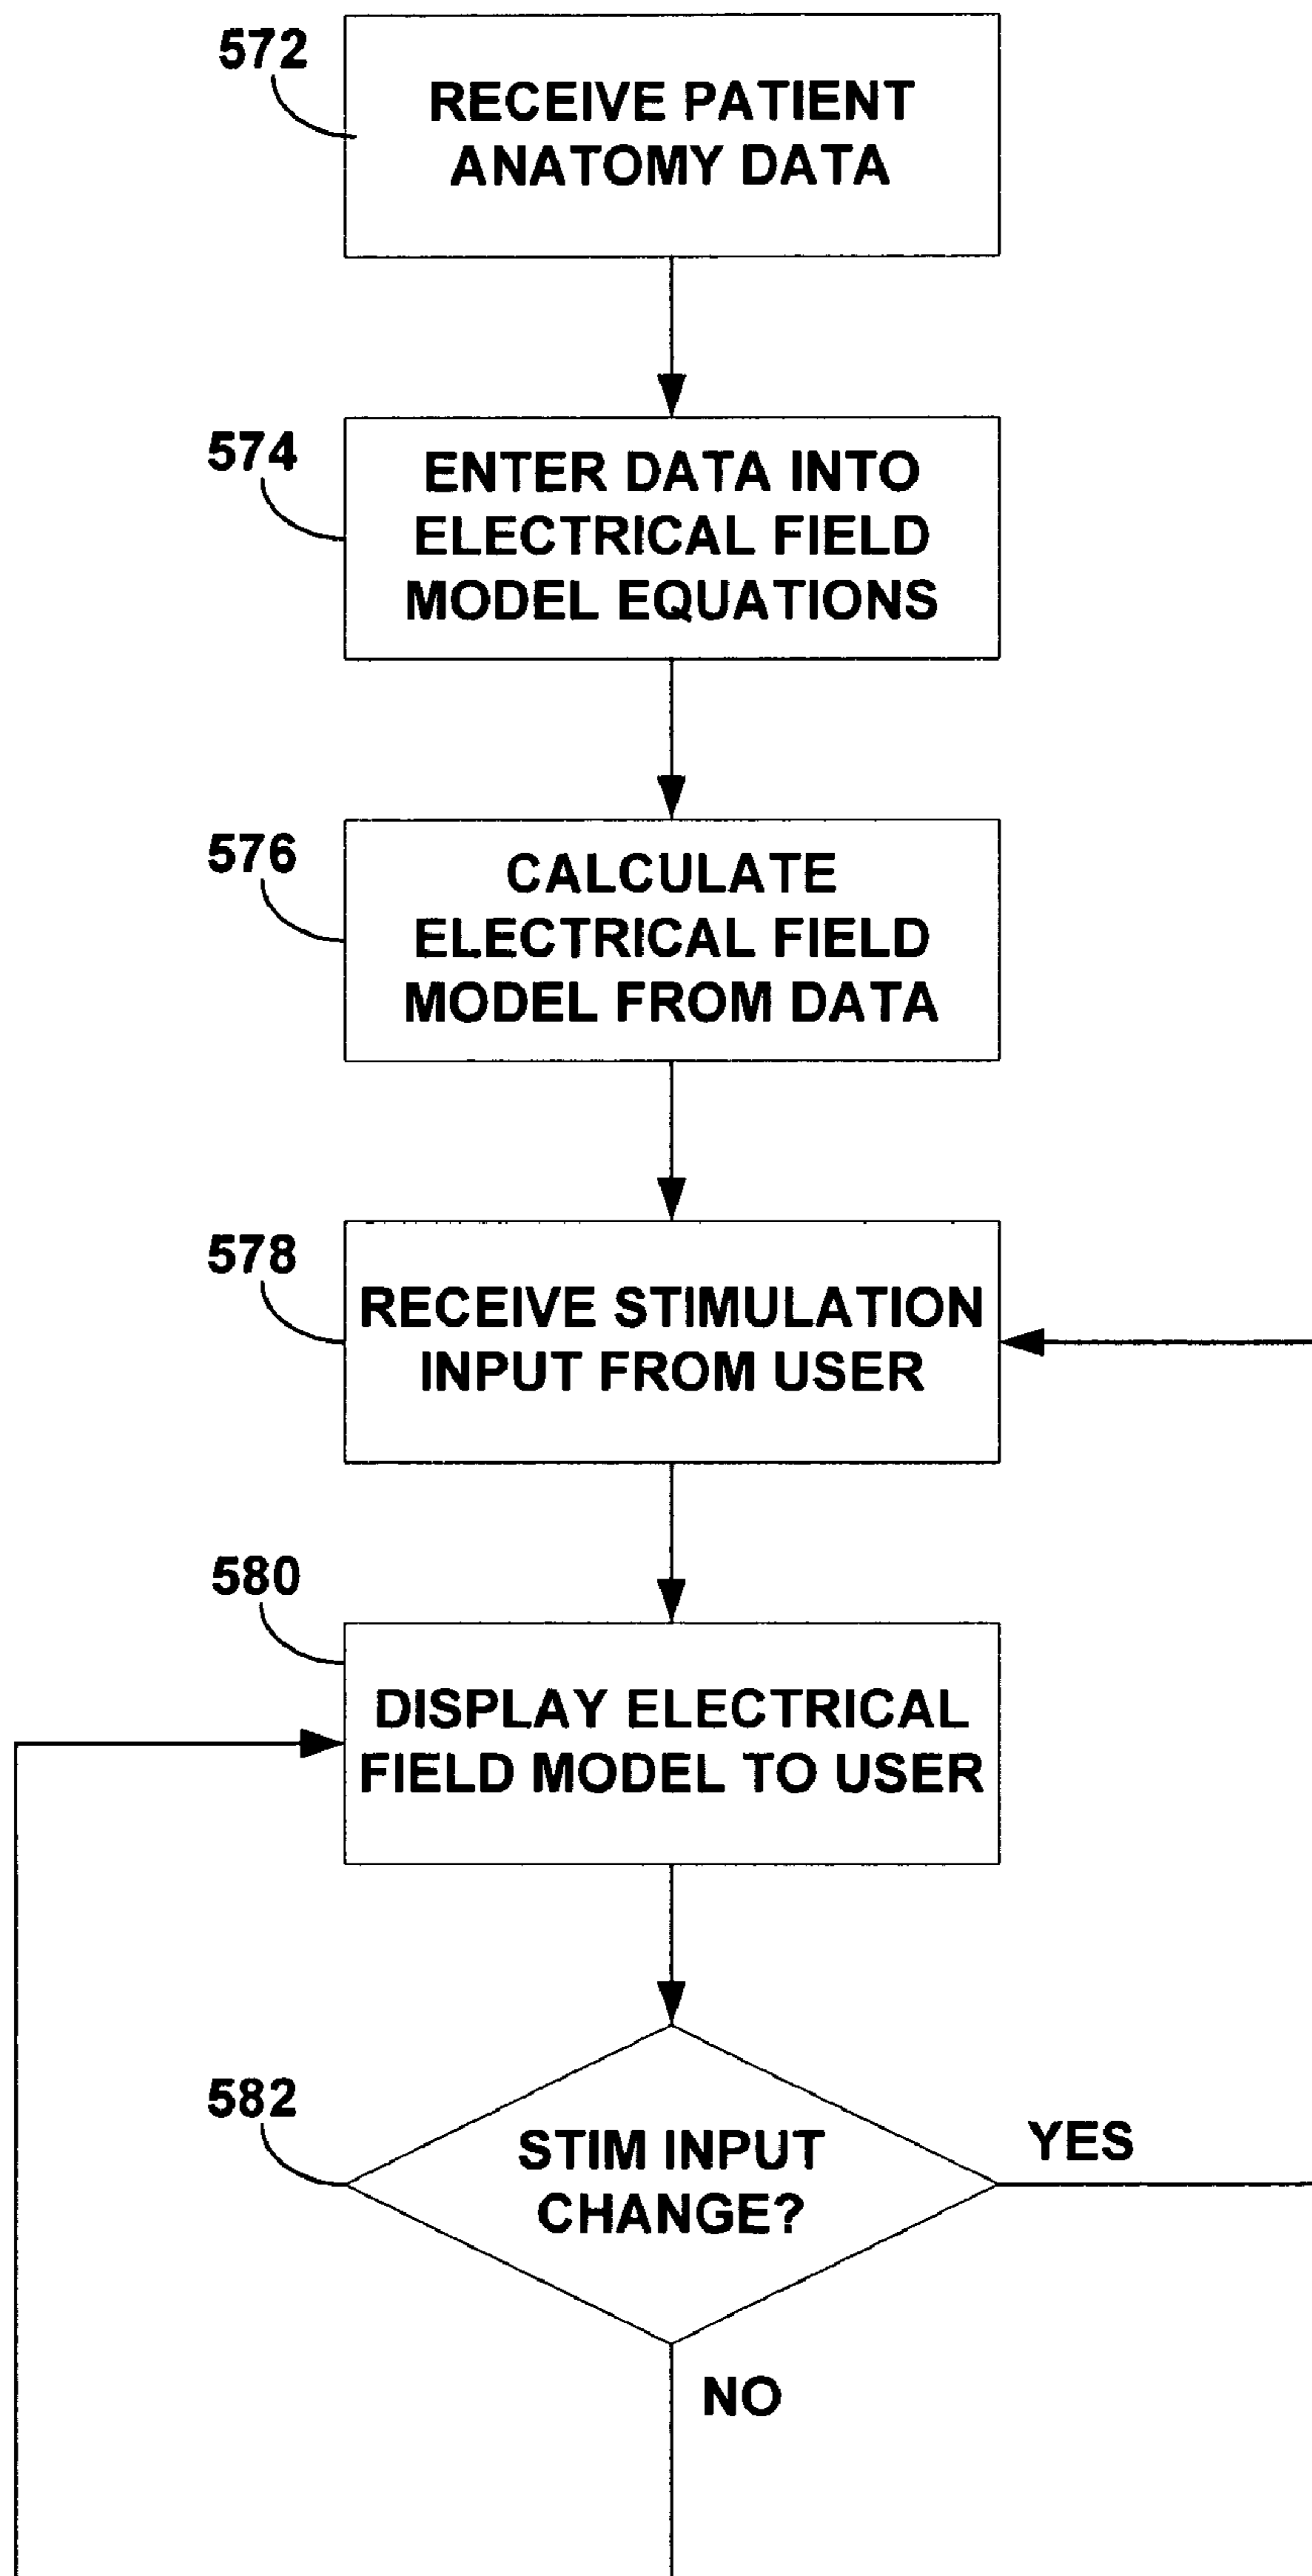 572
RECEIVE PATIENT
ANATOMY DATA
574
ENTER DATA INTO
ELECTRICAL FIELD
MODEL EQUATIONS
576
CALCULATE
ELECTRICAL FIELD
MODEL FROM DATA
578
RECEIVE STIMULATION
INPUT FROM USER
580
DISPLAY ELECTRICAL
FIELD MODEL TO USER
582
STIM INPUT
CHANGE?
YES
NO